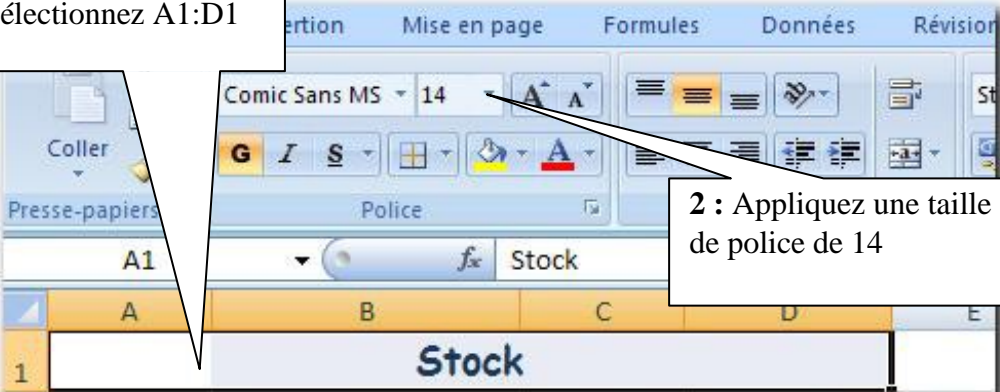 électionnez A1:D1
ertion Mise en page Formules Données Révision
Comic Sans MS 14 A A St
Coller G I S A a
Presse-papiers Police
2 : Appliquez une taille
de police de 14
A1 fx Stock
A B C D E
1 Stock